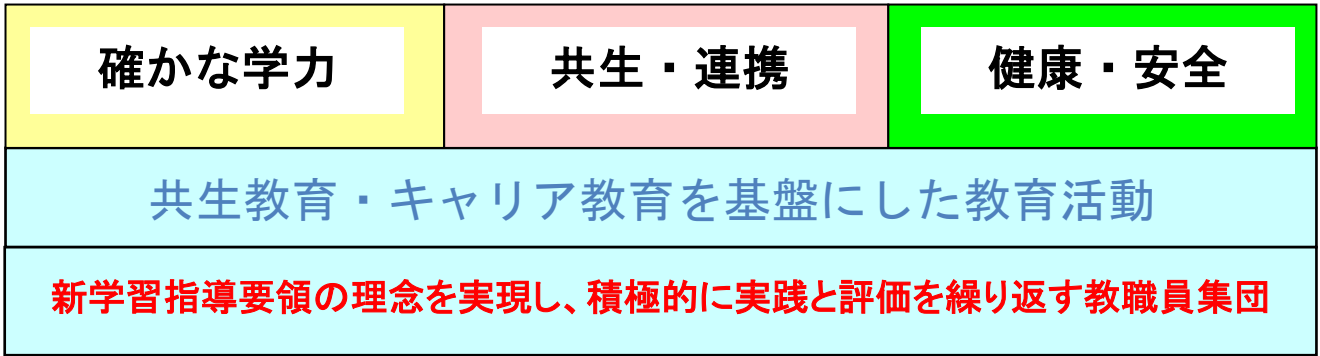 確かな学力
共生・連携
健康・安全
共生教育・キャリア教育を基盤にした教育活動
新学習指導要領の理念を実現し、積極的に実践と評価を繰り返す教職員集団